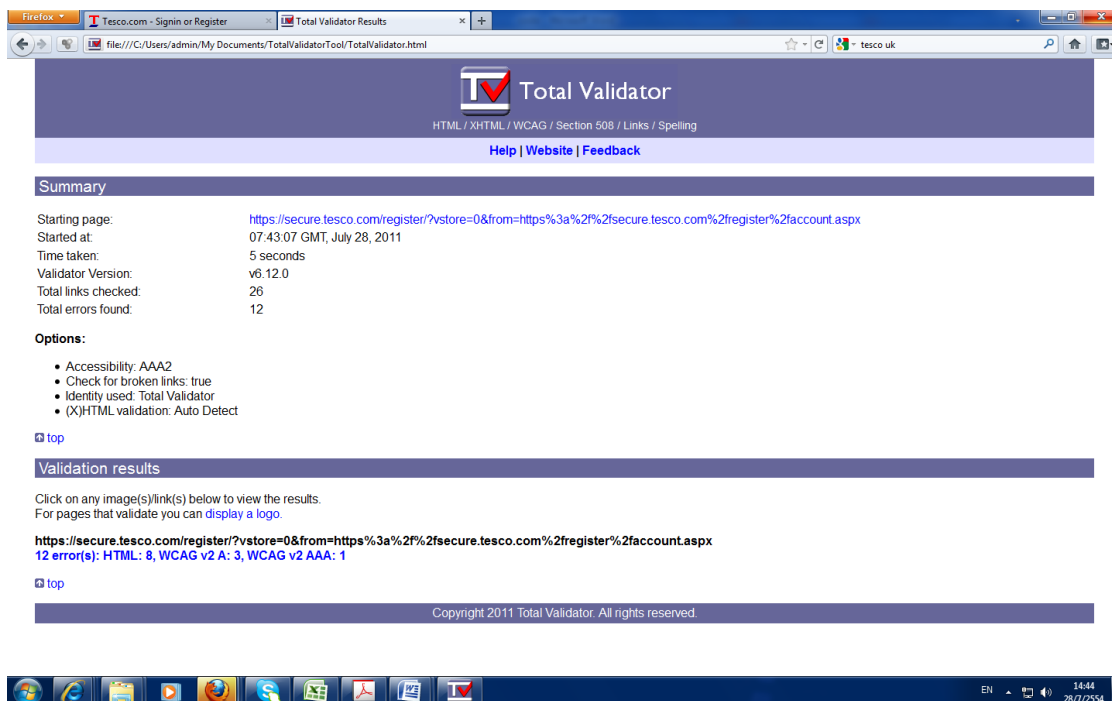 Firefox
Tesco.com - Signin or Register
Total Validator Results
file:///C:/Users/admin/My Documents/TotalValidatorTool/TotalValidator.html
tesco uk
TV Total Validator
HTML / XHTML / WCAG / Section 508 / Links / Spelling
Help | Website | Feedback
Summary
Starting page: https://secure.tesco.com/register/?vstore=0&from=https%3a%2f%2fsecure.tesco.com%2fregister%2faccount.aspx
Started at: 07:43:07 GMT, July 28, 2011
Time taken: 5 seconds
Validator Version: v6.12.0
Total links checked: 26
Total errors found: 12
Options:
• Accessibility: AAA2
• Check for broken links: true
• Identity used: Total Validator
• (X)HTML validation: Auto Detect
top
Validation results
Click on any image(s)/link(s) below to view the results.
For pages that validate you can display a logo.
https://secure.tesco.com/register/?vstore=0&from=https%3a%2f%2fsecure.tesco.com%2fregister%2faccount.aspx
12 error(s): HTML: 8, WCAG v2 A: 3, WCAG v2 AAA: 1
top
Copyright 2011 Total Validator. All rights reserved.
EN
14:44
28/7/2554